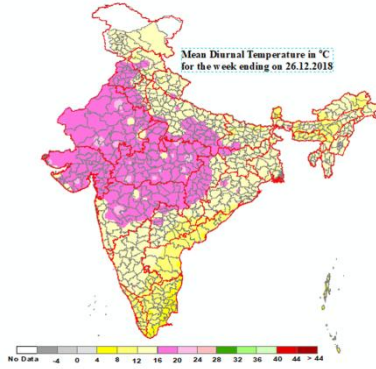 Mean Diurnal Temperature in °C
for the week ending on 26.12.2018
No Data -4 0 4 8 12 16 20 24 28 32 36 40 44 > 44